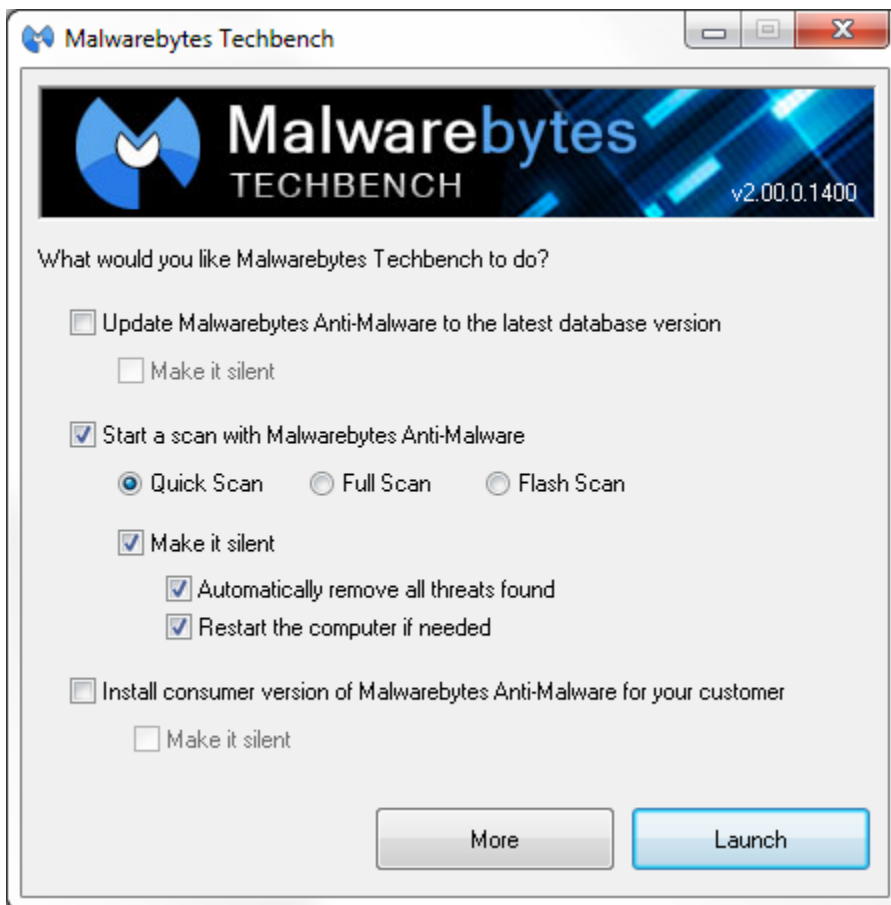 Malwarebytes Techbench
Malwarebytes
TECHBENCH
v2.00.0.1400
What would you like Malwarebytes Techbench to do?
Update Malwarebytes Anti-Malware to the latest database version
Make it silent
Start a scan with Malwarebytes Anti-Malware
Quick Scan Full Scan Flash Scan
Make it silent
Automatically remove all threats found
Restart the computer if needed
Install consumer version of Malwarebytes Anti-Malware for your customer
Make it silent
More Launch